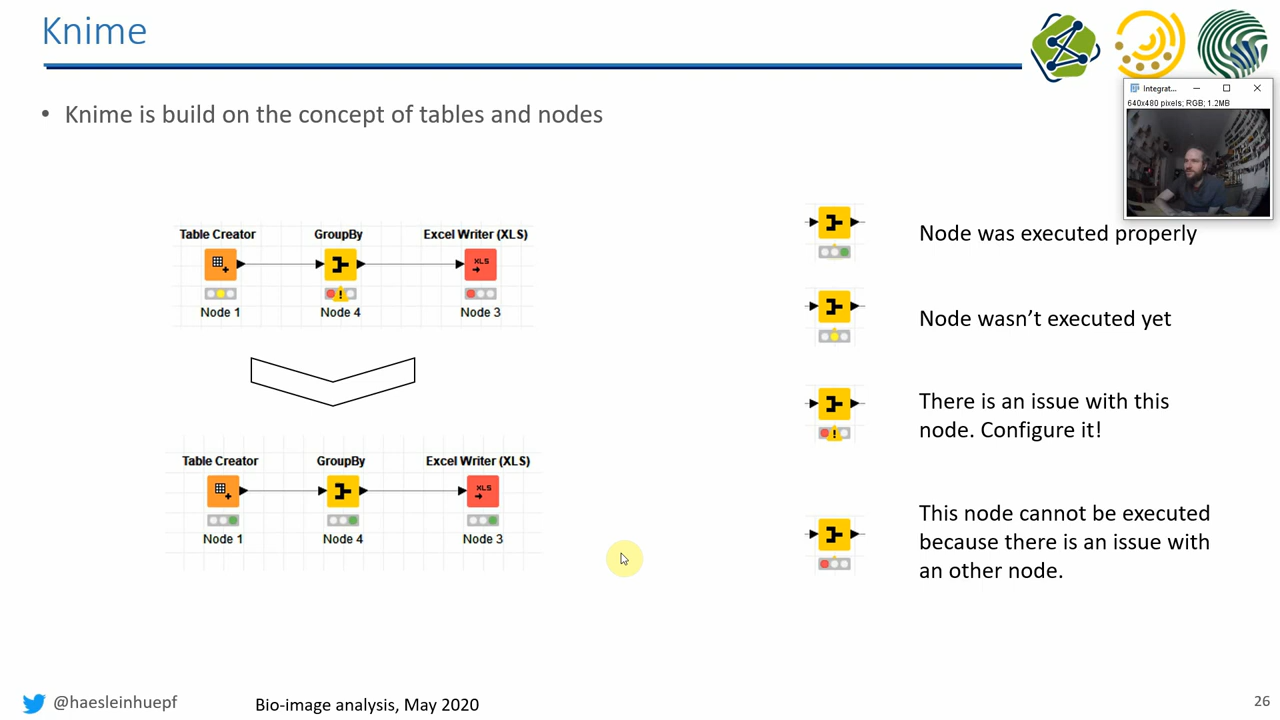 Knime
• Knime is build on the concept of tables and nodes
Integrat...
640x480 pixels; RGB; 1.2MB
Table Creator
GroupBy
Excel Writer (XLS)
XLS
Node 1
Node 4
Node 3
Table Creator
GroupBy
Excel Writer (XLS)
XLS
Node 1
Node 4
Node 3
Node was executed properly
Node wasn't executed yet
There is an issue with this
node. Configure it!
This node cannot be executed
because there is an issue with
an other node.
@haesleinhuepf
Bio-image analysis, May 2020
26